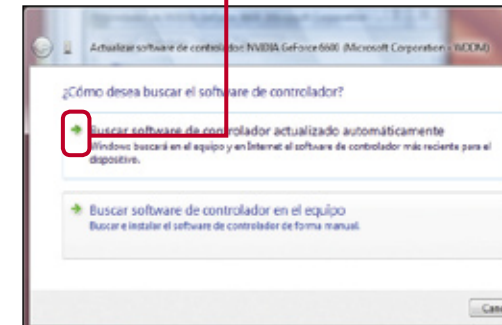 Actualizar software de controlador: NVIDIA GeForce 6600 (Microsoft Corporation - WDDM)
¿Cómo desea buscar el software de controlador?
Buscar software de controlador actualizado automáticamente
Windows buscará en el equipo y en Internet el software de controlador más reciente para el
dispositivo.
Buscar software de controlador en el equipo
Buscar e instalar el software de controlador de forma manual.